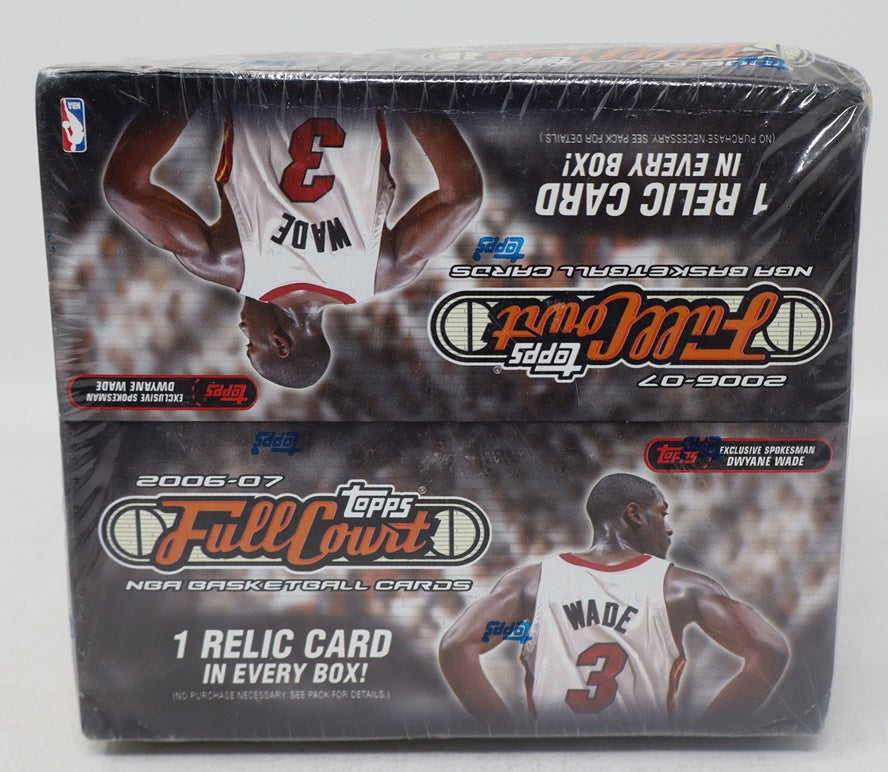 NBA
(NO PURCHASE NECESSARY. SEE PACK FOR DETAILS.)
1 RELIC CARD
IN EVERY BOX!
3
WADE
topps
NBA BASKETBALL CARDS
topps
Full Court
2006-07
topps
EXCLUSIVE SPOKESMAN
DWYANE WADE
topps
topps
EXCLUSIVE SPOKESMAN
DWYANE WADE
2006-07
topps
Full Court
NBA BASKETBALL CARDS
1 RELIC CARD
IN EVERY BOX!
(NO PURCHASE NECESSARY. SEE PACK FOR DETAILS.)
topps
WADE
3